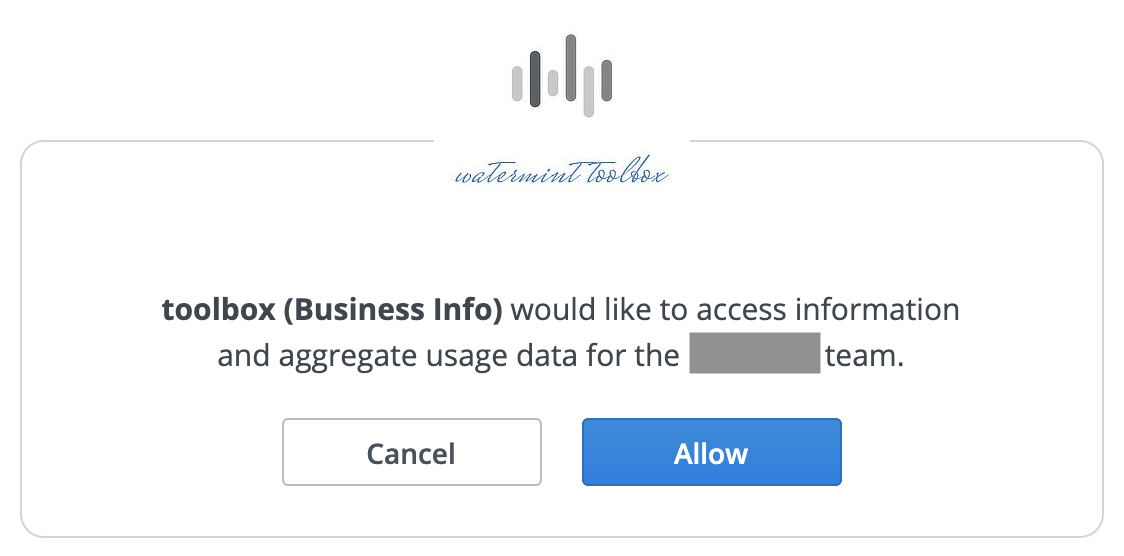 watermint toolbox
toolbox (Business Info) would like to access information
and aggregate usage data for the team.
Cancel
Allow